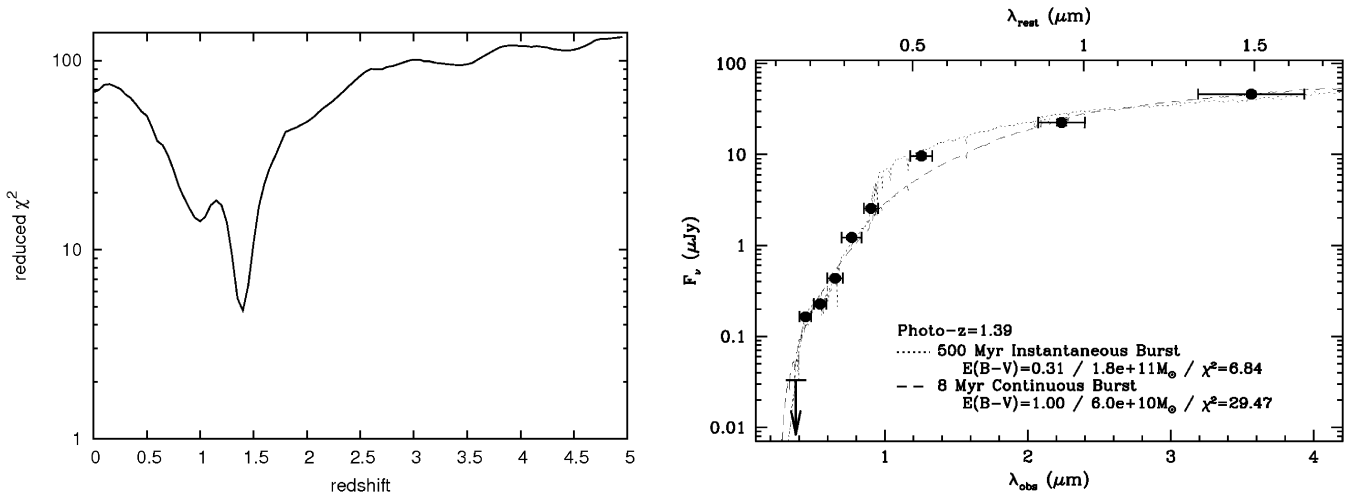 100
10
1
reduced χ²
0 0.5 1 1.5 2 2.5 3 3.5 4 4.5 5
redshift
λrest (μm)
0.5 1 1.5
100
10
1
0.1
0.01
Fν (μJy)
Photo-z=1.39
500 Myr Instantaneous Burst
E(B-V)=0.31 / 1.8e+11M⊙ / χ²=6.84
8 Myr Continuous Burst
E(B-V)=1.00 / 6.0e+10M⊙ / χ²=29.47
1 2 3 4
λobs (μm)